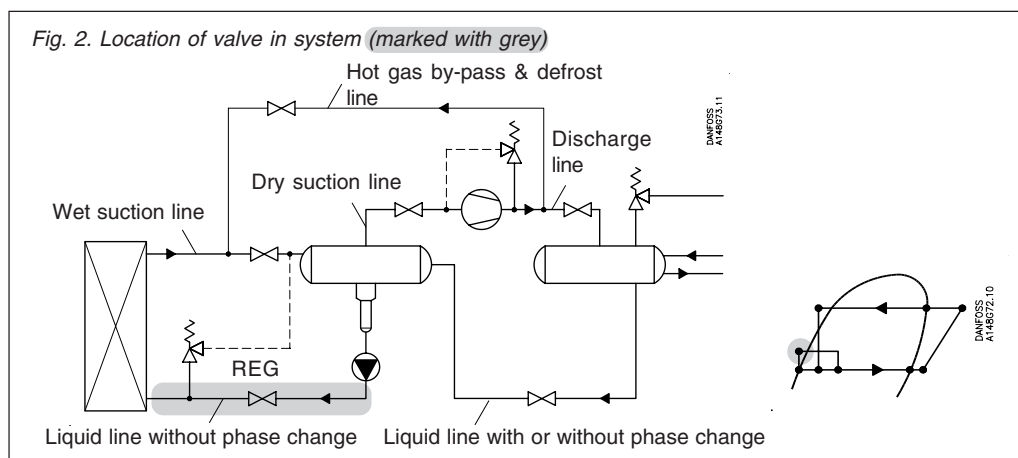 Fig. 2. Location of valve in system (marked with grey)
Hot gas by-pass & defrost
line
DANFOSS
A148G73.11
Discharge
line
Dry suction line
Wet suction line
DANFOSS
A148G72.10
REG
Liquid line without phase change
Liquid line with or without phase change